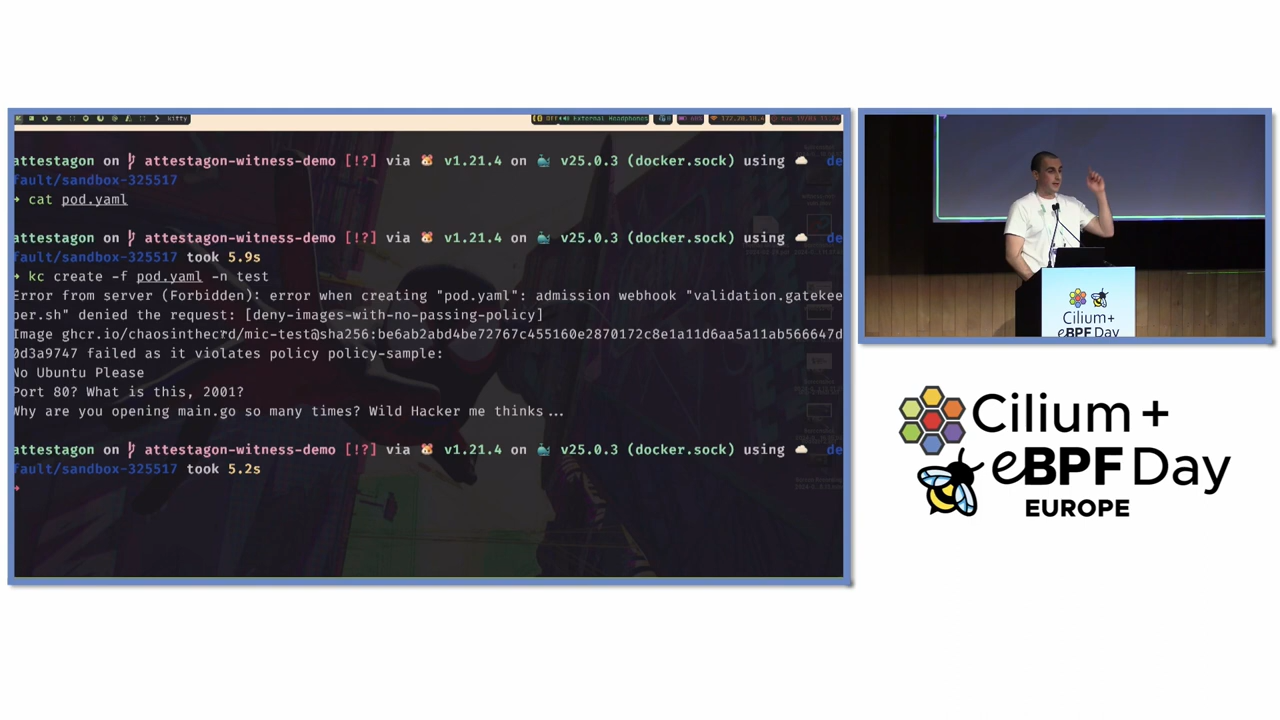 kitty
External Headphones
attestagon on attestagon-witness-demo [!?] via v1.21.4 on v25.0.3 (docker.sock) using de
fault/sandbox-325517
→ cat pod.yaml
attestagon on attestagon-witness-demo [!?] via v1.21.4 on v25.0.3 (docker.sock) using de
fault/sandbox-325517 took 5.9s
→ kc create -f pod.yaml -n test
Error from server (Forbidden): error when creating "pod.yaml": admission webhook "validation.gatekee
per.sh" denied the request: [deny-images-with-no-passing-policy]
Image ghcr.io/chaosinthecrd/mic-test@sha256:be6ab2abd4be72767c455160e2870172c8e1a11d6aa5a11ab566647d
0d3a9747 failed as it violates policy policy-sample:
No Ubuntu Please
Port 80? What is this, 2001?
Why are you opening main.go so many times? Wild Hacker me thinks...
attestagon on attestagon-witness-demo [!?] via v1.21.4 on v25.0.3 (docker.sock) using de
fault/sandbox-325517 took 5.2s
→
Cilium+
eBPF Day
Cilium +
eBPF Day
EUROPE